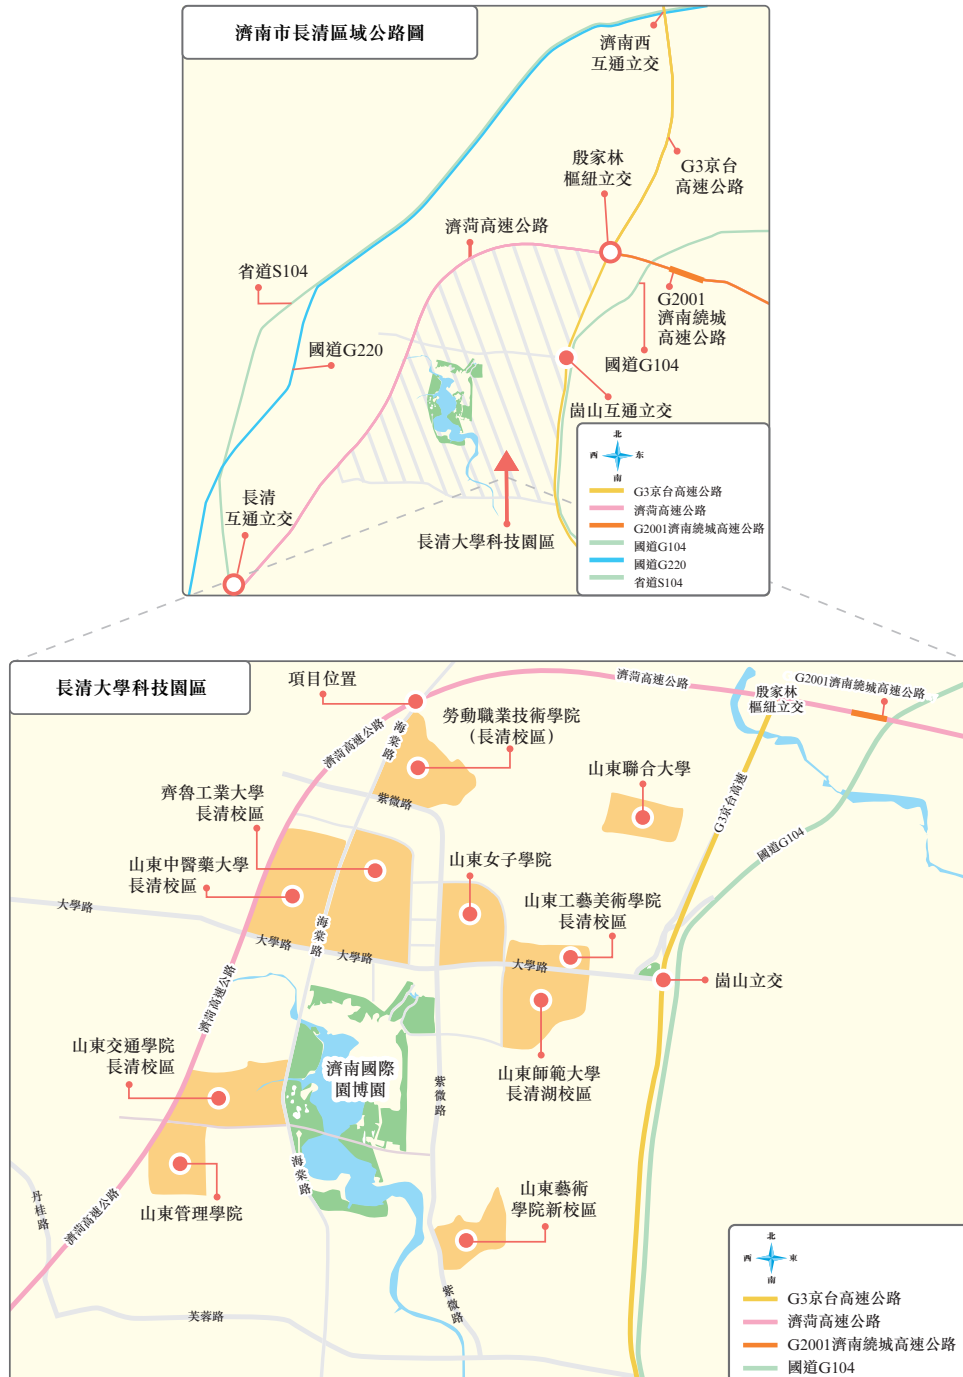 濟南市長清區域公路圖
濟南西
互通立交
殷家林
樞紐立交
G3京台
高速公路
濟菏高速公路
省道S104
G2001
濟南繞城
高速公路
國道G220
國道G104
崮山互通立交
長清
互通立交
長清大學科技園區
北
西
东
南
G3京台高速公路
濟菏高速公路
G2001濟南繞城高速公路
國道G104
國道G220
省道S104
長清大學科技園區
項目位置
濟菏高速公路
G2001濟南繞城高速公路
殷家林
樞紐立交
濟菏高速公路
海棠路
勞動職業技術學院
（長清校區）
山東聯合大學
G3京台高速
國道G104
齊魯工業大學
長清校區
紫微路
山東中醫藥大學
長清校區
山東女子學院
山東工藝美術學院
長清校區
大學路
海棠路
大學路
大學路
大學路
崮山立交
濟菏高速公路
山東交通學院
長清校區
濟南國際
園博園
紫微路
山東師範大學
長清湖校區
海棠路
山東管理學院
山東藝術
學院新校區
丹桂路
濟菏高速公路
芙蓉路
紫微路
北
西
東
南
G3京台高速公路
濟菏高速公路
G2001濟南繞城高速公路
國道G104